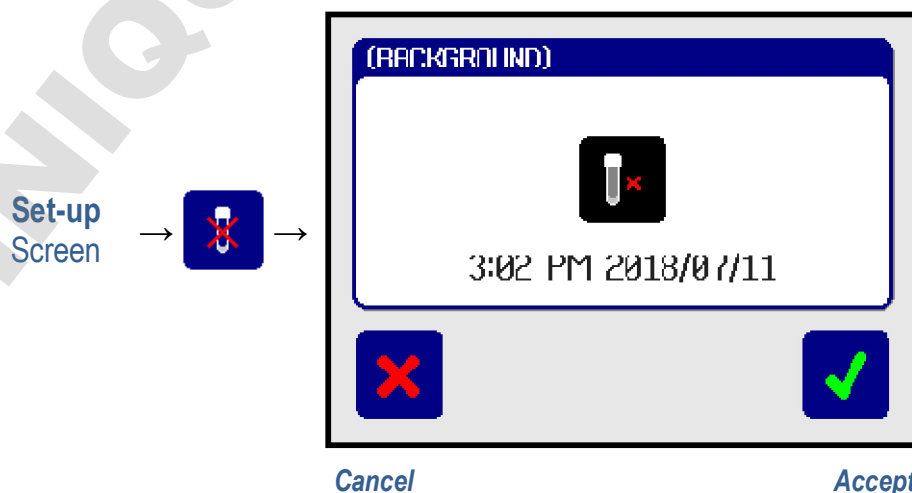 (BACKGROUND)
Set-up
Screen
→
→
3:02 PM 2018/07/11
Cancel
Accept